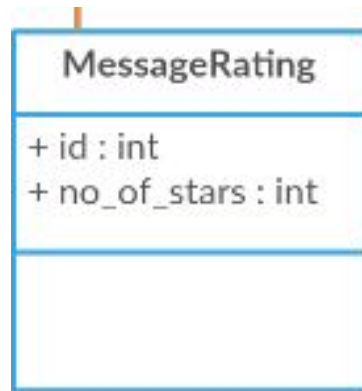 MessageRating
+ id : int
+ no_of_stars : int